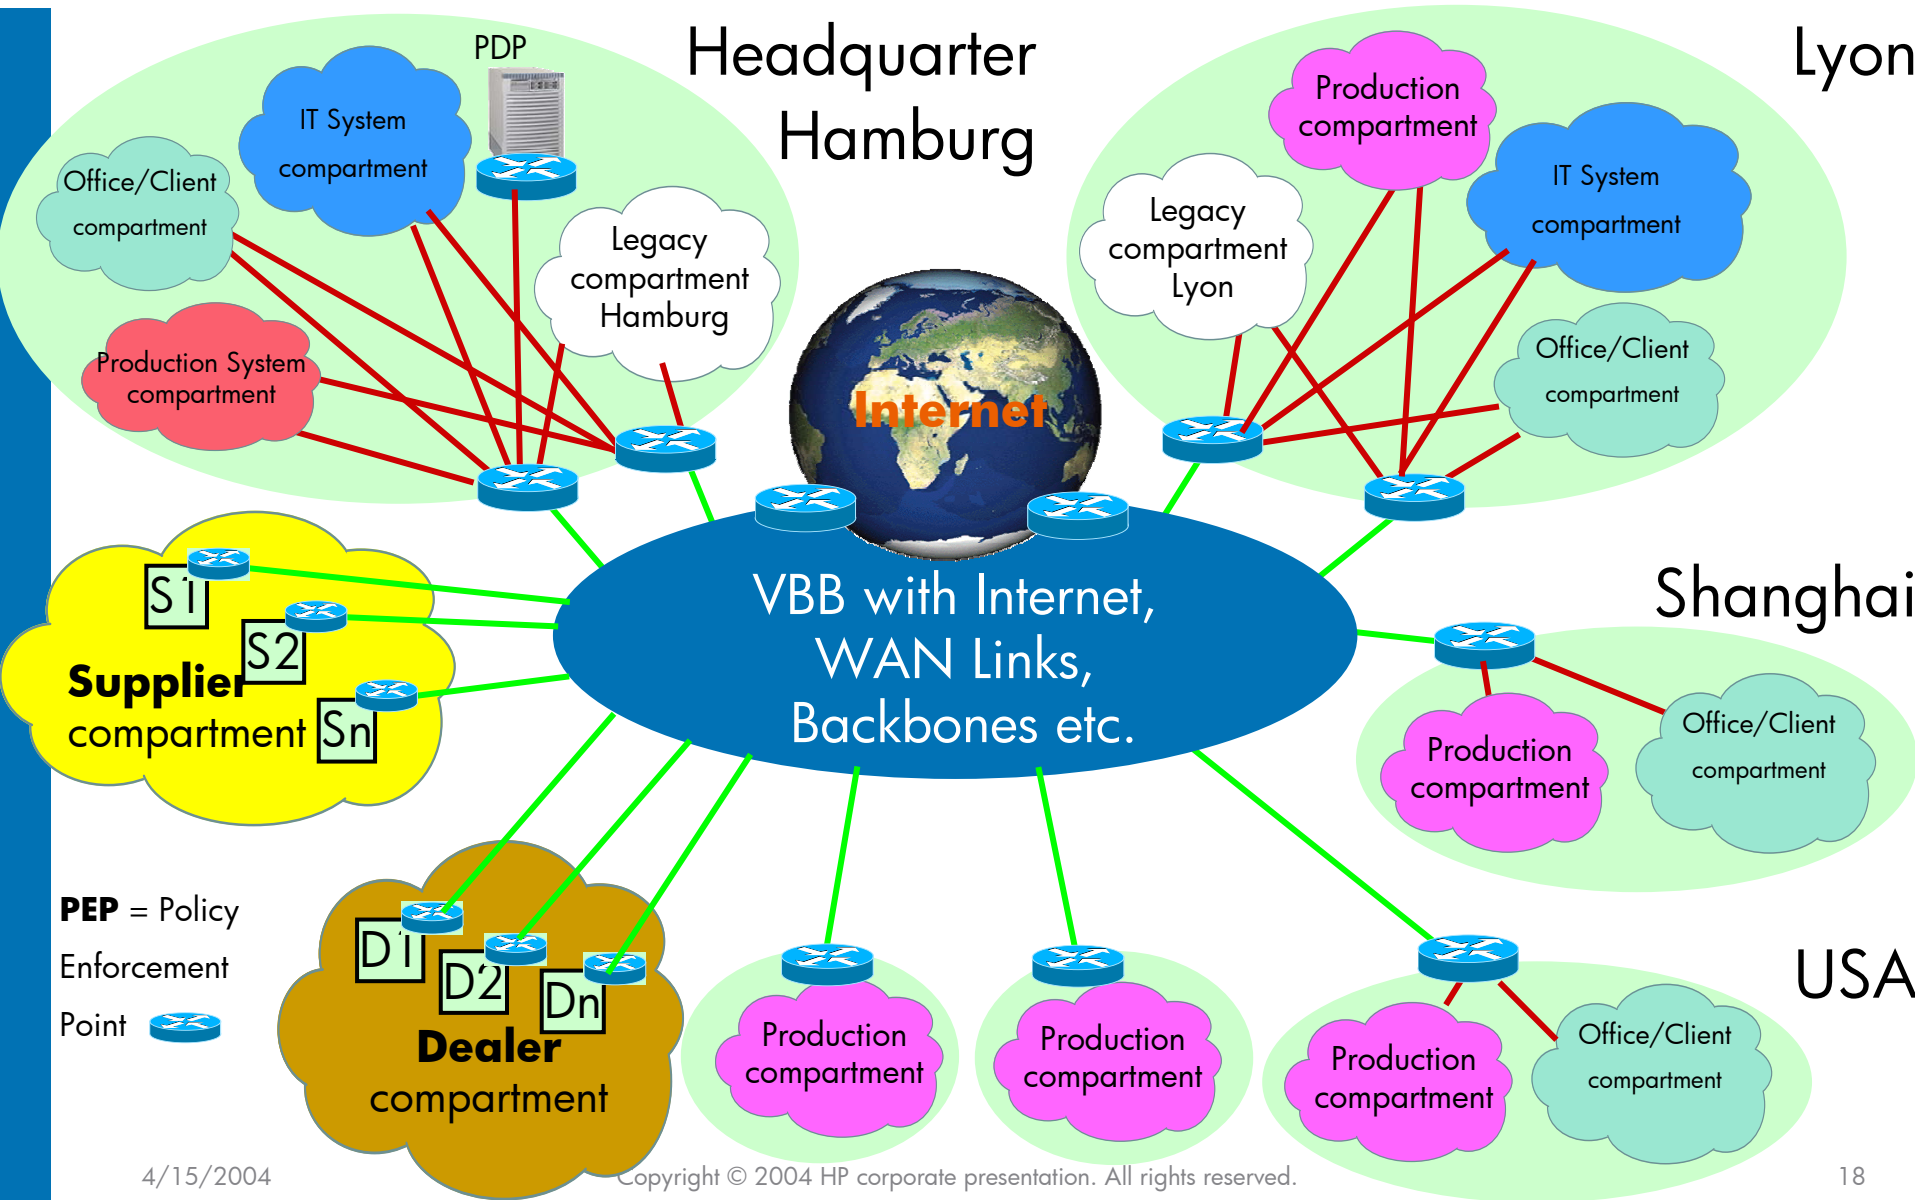 Headquarter
Hamburg
PDP
IT System
compartment
Office/Client
compartment
Legacy
compartment
Hamburg
Production System
compartment
Lyon
Production
compartment
IT System
compartment
Legacy
compartment
Lyon
Office/Client
compartment
Internet
VBB with Internet,
WAN Links,
Backbones etc.
S1
S2
Sn
Supplier
compartment
Shanghai
Production
compartment
Office/Client
compartment
PEP = Policy
Enforcement
Point
D1
D2
Dn
Dealer
compartment
Production
compartment
Production
compartment
USA
Production
compartment
Office/Client
compartment
4/15/2004
Copyright © 2004 HP corporate presentation. All rights reserved.
18